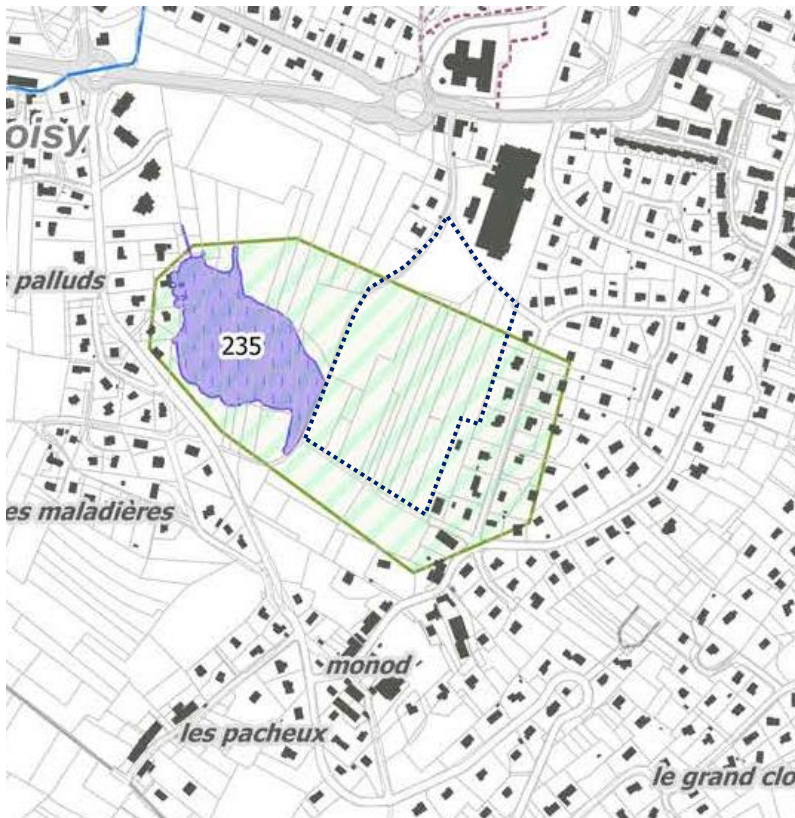 oisy
palluds
235
es maladières
monod
les pacheux
le grand clo